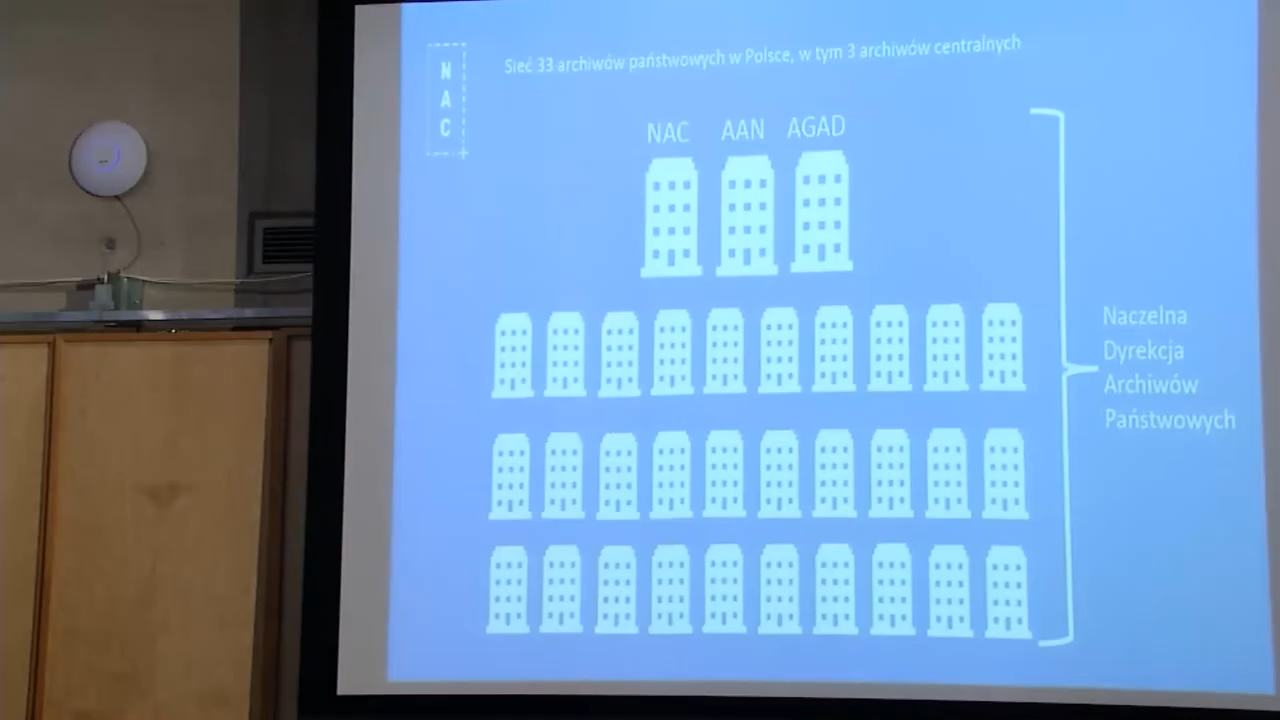 N
A
C
Sieć 33 archiwów państwowych w Polsce, w tym 3 archiwów centralnych
NAC AAN AGAD
Naczelna
Dyrekcja
Archiwów
Państwowych